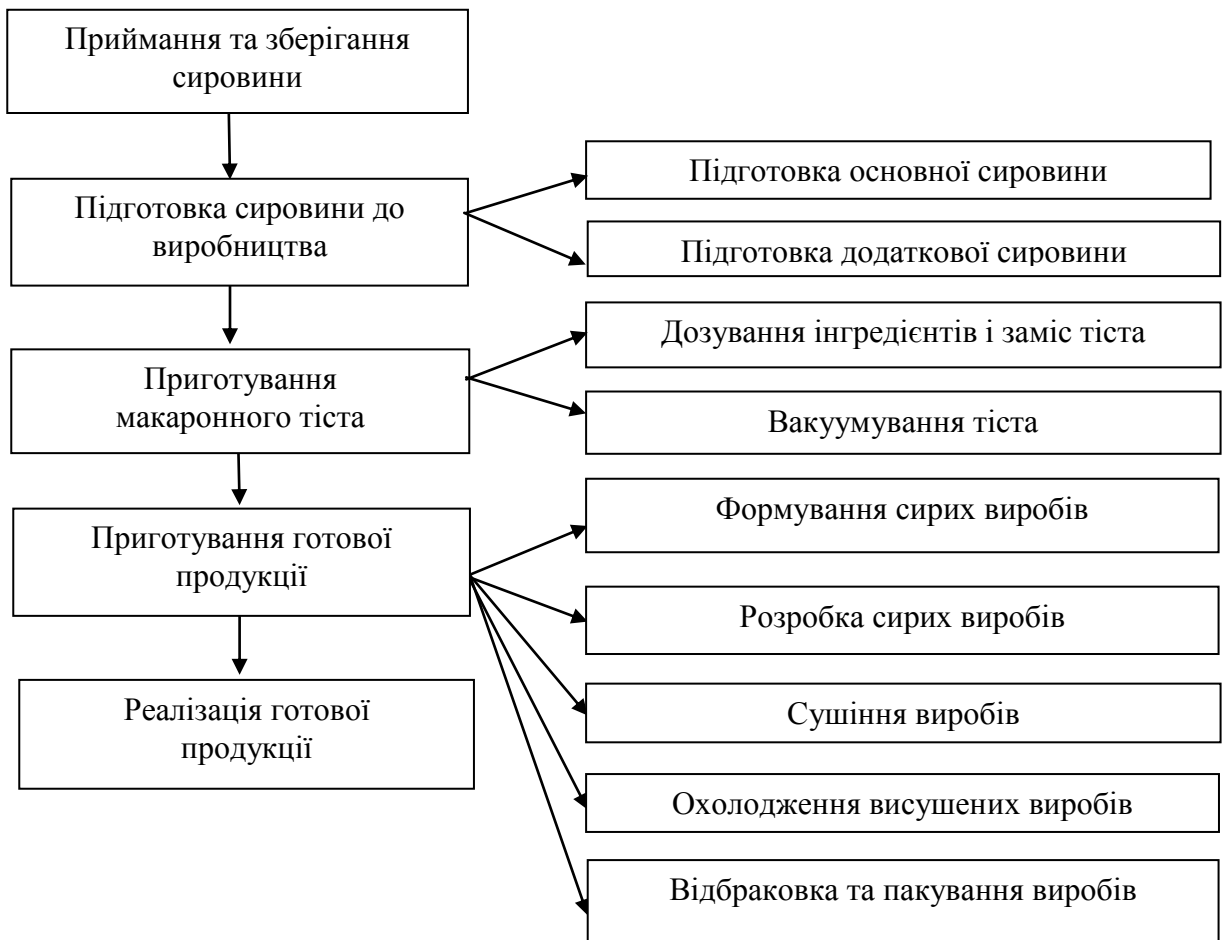 Приймання та зберігання
сировини
Підготовка сировини до
виробництва
Підготовка основної сировини
Підготовка додаткової сировини
Приготування
макаронного тіста
Дозування інгредієнтів і заміс тіста
Вакуумування тіста
Приготування готової
продукції
Формування сирих виробів
Розробка сирих виробів
Сушіння виробів
Охолодження висушених виробів
Відбраковка та пакування виробів
Реалізація готової
продукції